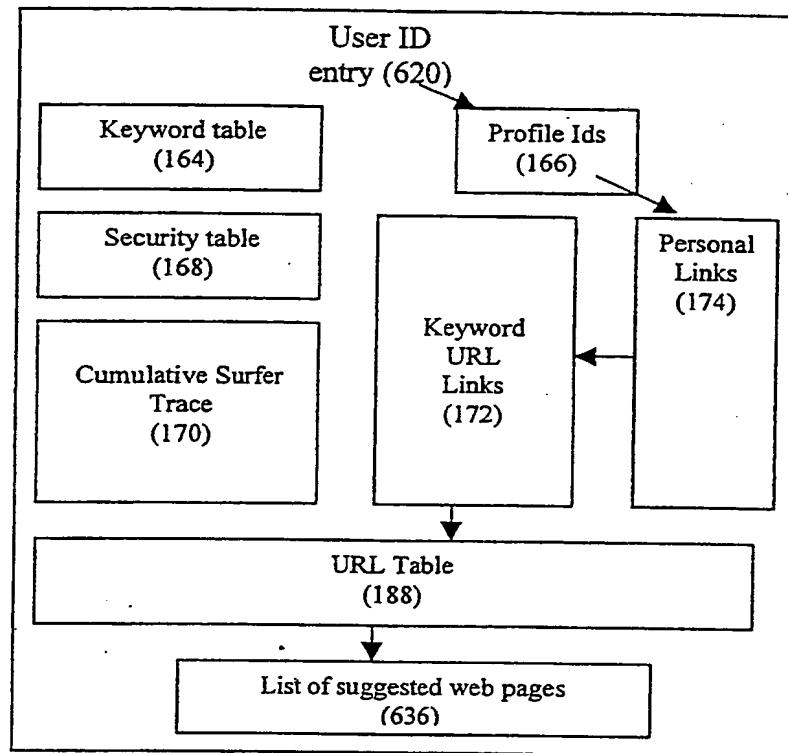 User ID
entry (620)
Keyword table
(164)
Profile Ids
(166)
Security table
(168)
Personal
Links
(174)
Keyword
URL
Links
(172)
Cumulative Surfer
Trace
(170)
URL Table
(188)
List of suggested web pages
(636)